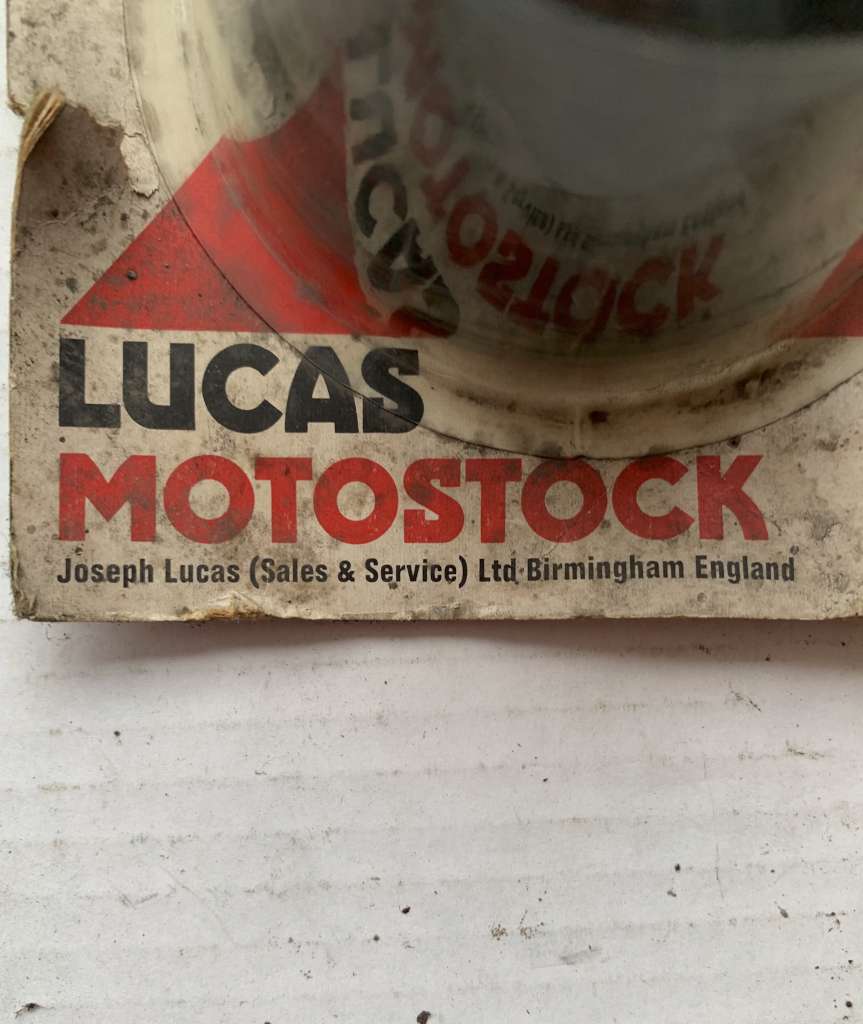 LUCAS
MOTOSTOCK
Joseph Lucas (Sales & Service) Ltd Birmingham England